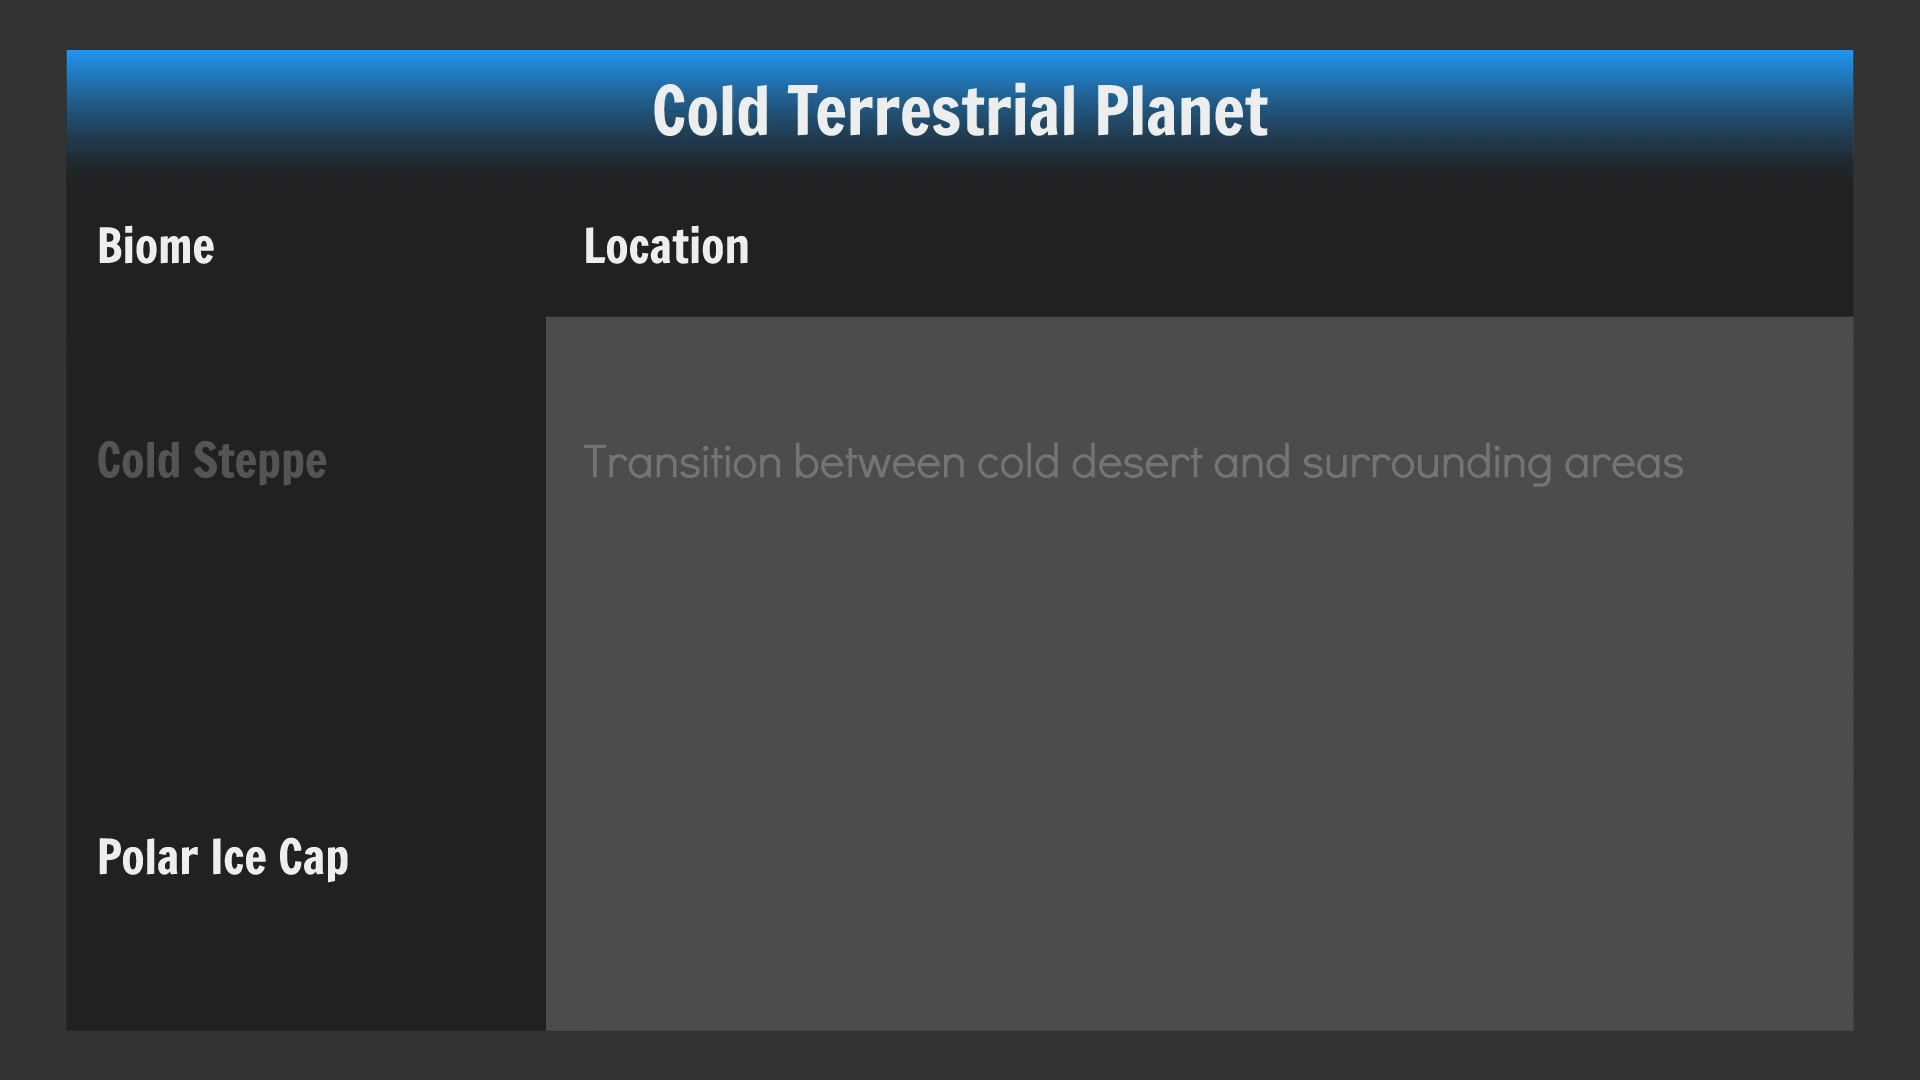 Cold Terrestrial Planet
Biome
Location
Cold Steppe
Transition between cold desert and surrounding areas
Polar Ice Cap